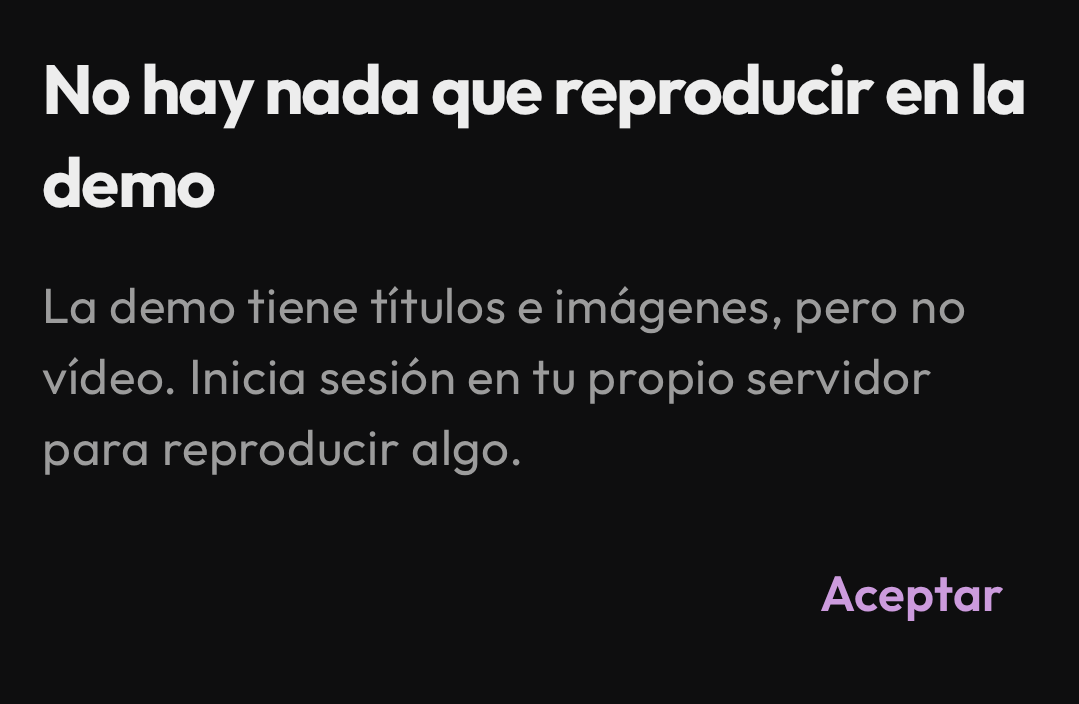 No hay nada que reproducir en la
demo
La demo tiene títulos e imágenes, pero no
vídeo. Inicia sesión en tu propio servidor
para reproducir algo.
Aceptar